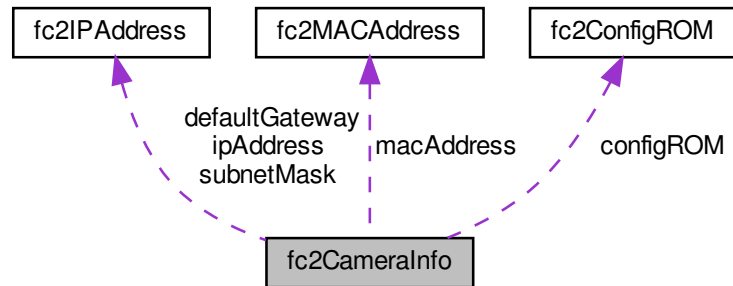 fc2IPAddress
fc2MACAddress
fc2ConfigROM
defaultGateway
ipAddress
subnetMask
macAddress
configROM
fc2CameraInfo